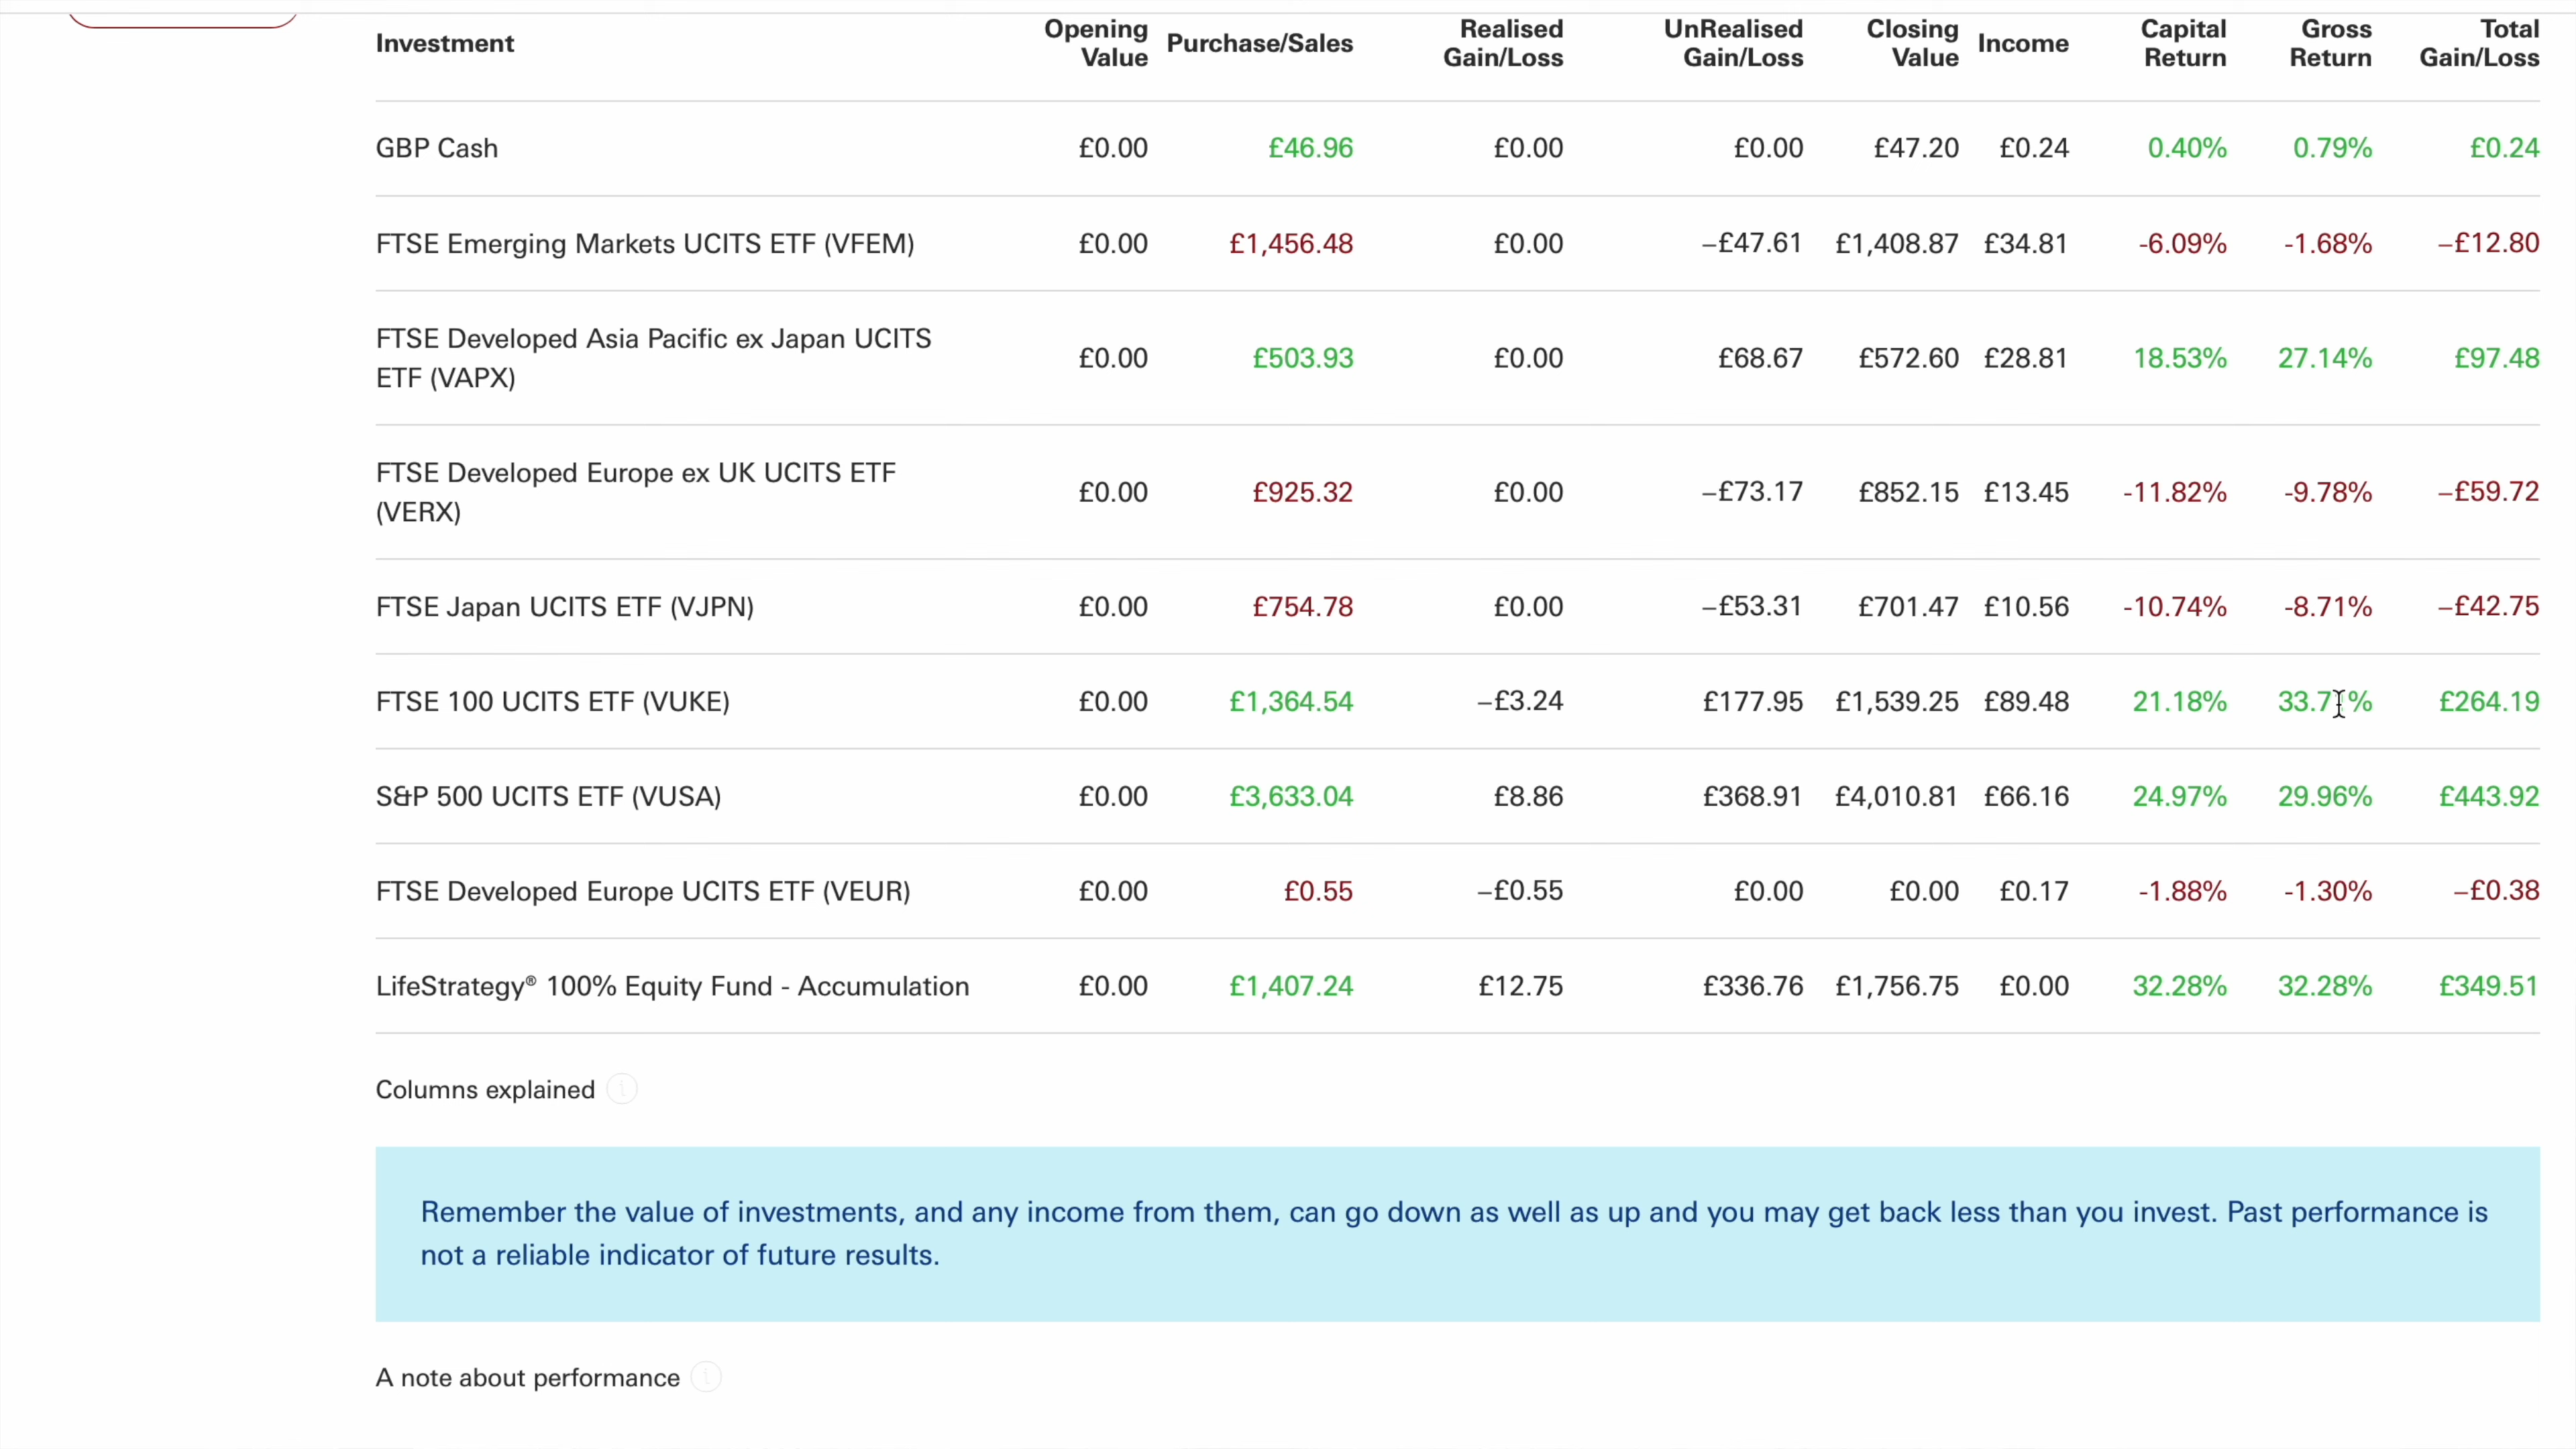 Investment Opening Value Purchase/Sales Realised Gain/Loss UnRealised Gain/Loss Closing Value Income Capital Return Gross Return Total Gain/Loss
GBP Cash £0.00 £46.96 £0.00 £0.00 £47.20 £0.24 0.40% 0.79% £0.24
FTSE Emerging Markets UCITS ETF (VFEM) £0.00 £1,456.48 £0.00 –£47.61 £1,408.87 £34.81 -6.09% -1.68% –£12.80
FTSE Developed Asia Pacific ex Japan UCITS
ETF (VAPX) £0.00 £503.93 £0.00 £68.67 £572.60 £28.81 18.53% 27.14% £97.48
FTSE Developed Europe ex UK UCITS ETF
(VERX) £0.00 £925.32 £0.00 –£73.17 £852.15 £13.45 -11.82% -9.78% –£59.72
FTSE Japan UCITS ETF (VJPN) £0.00 £754.78 £0.00 –£53.31 £701.47 £10.56 -10.74% -8.71% –£42.75
FTSE 100 UCITS ETF (VUKE) £0.00 £1,364.54 –£3.24 £177.95 £1,539.25 £89.48 21.18% £264.19
S&P 500 UCITS ETF (VUSA) £0.00 £3,633.04 £8.86 £368.91 £4,010.81 £66.16 24.97% 29.96% £443.92
FTSE Developed Europe UCITS ETF (VEUR) £0.00 £0.55 –£0.55 £0.00 £0.00 £0.17 -1.88% -1.30% –£0.38
LifeStrategy® 100% Equity Fund - Accumulation £0.00 £1,407.24 £12.75 £336.76 £1,756.75 £0.00 32.28% 32.28% £349.51
Columns explained
Remember the value of investments, and any income from them, can go down as well as up and you may get back less than you invest. Past performance is
not a reliable indicator of future results.
A note about performance